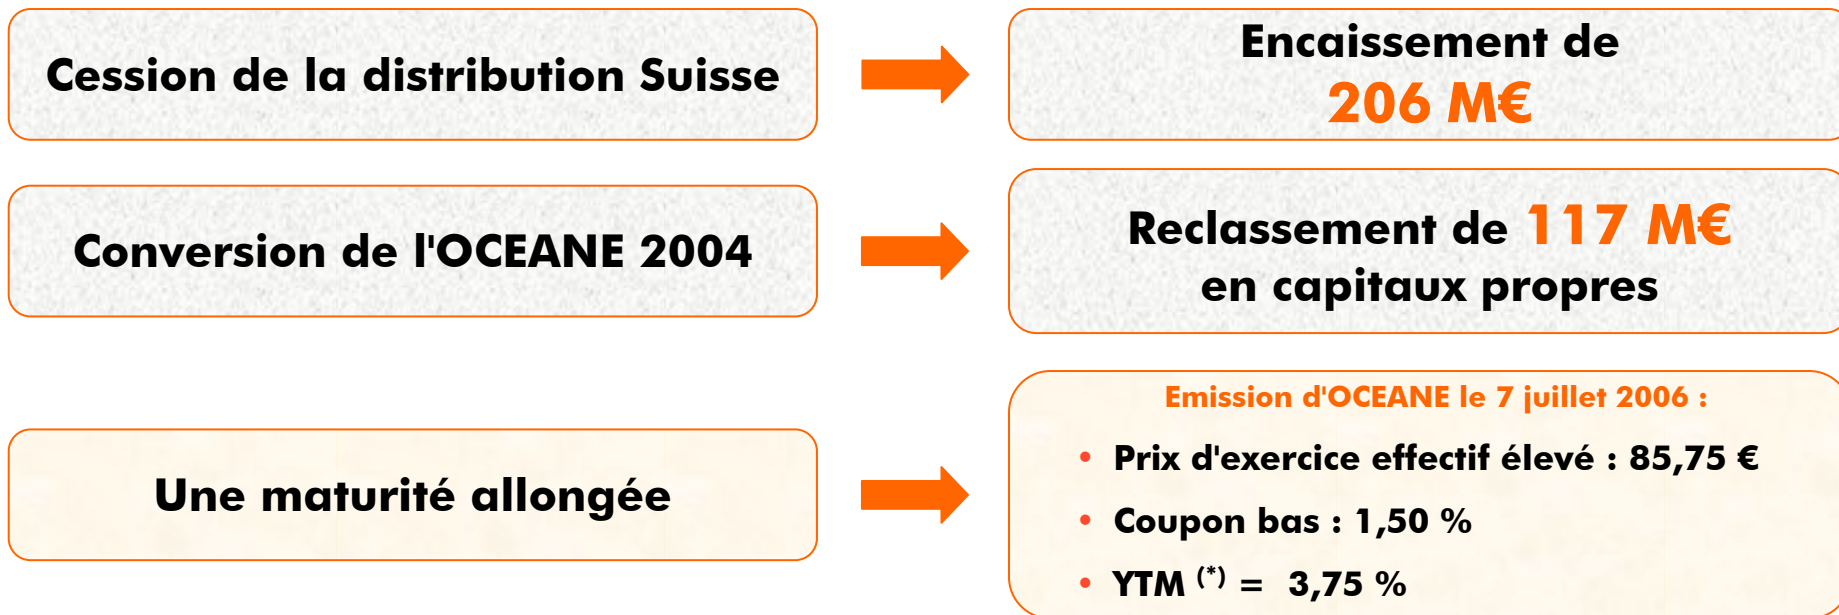 Cession de la distribution Suisse
Encaissement de
206 M€
Conversion de l'OCEANE 2004
Reclassement de 117 M€
en capitaux propres
Une maturité allongée
Emission d'OCEANE le 7 juillet 2006 :
• Prix d'exercice effectif élevé : 85,75 €
• Coupon bas : 1,50 %
• YTM (*) = 3,75 %